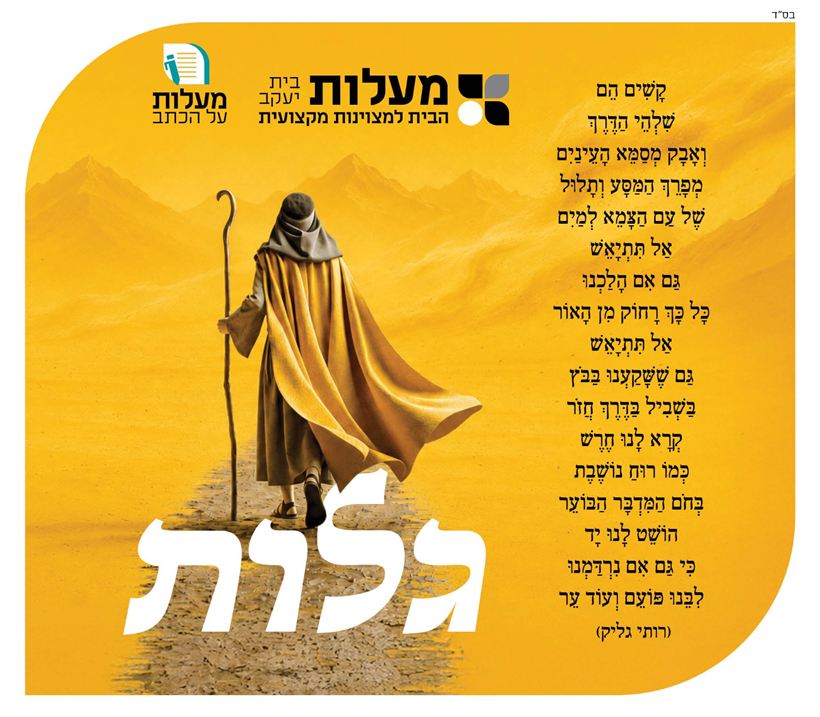 בס"ד
מעלות
בית
יעקב
הבית למצוינות מקצועית
מעלות
על הכתב
קָשִׁים הֵם
שִׁלְהֵי הַדֶּרֶךְ
וְאָבָק מְסַמֵּא הָעֵינַיִם
מְפָרֵךְ הַמַּסָּע וְתָלוּל
שֶׁל עַם הַצָּמֵא לְמַיִם
אַל תִּתְיָאֵשׁ
גַּם אִם הָלַכְנוּ
כָּל כָּךְ רָחוֹק מִן הָאוֹר
אַל תִּתְיָאֵשׁ
גַּם שֶׁשָּׁקַעְנוּ בַּבֹּץ
בַּשְּׁבִיל בַּדֶּרֶךְ חֲזֹר
קְרָא לָנוּ חֶרֶשׁ
כְּמוֹ רוּחַ נוֹשֶׁבֶת
בְּחֹם הַמִּדְבָּר הַבּוֹעֵר
הוֹשֵׁט לָנוּ יָד
כִּי גַּם אִם נִרְדַּמְנוּ
לִבֵּנוּ פּוֹעֵם וְעוֹד עֵר
(רותי גליק)
גלות